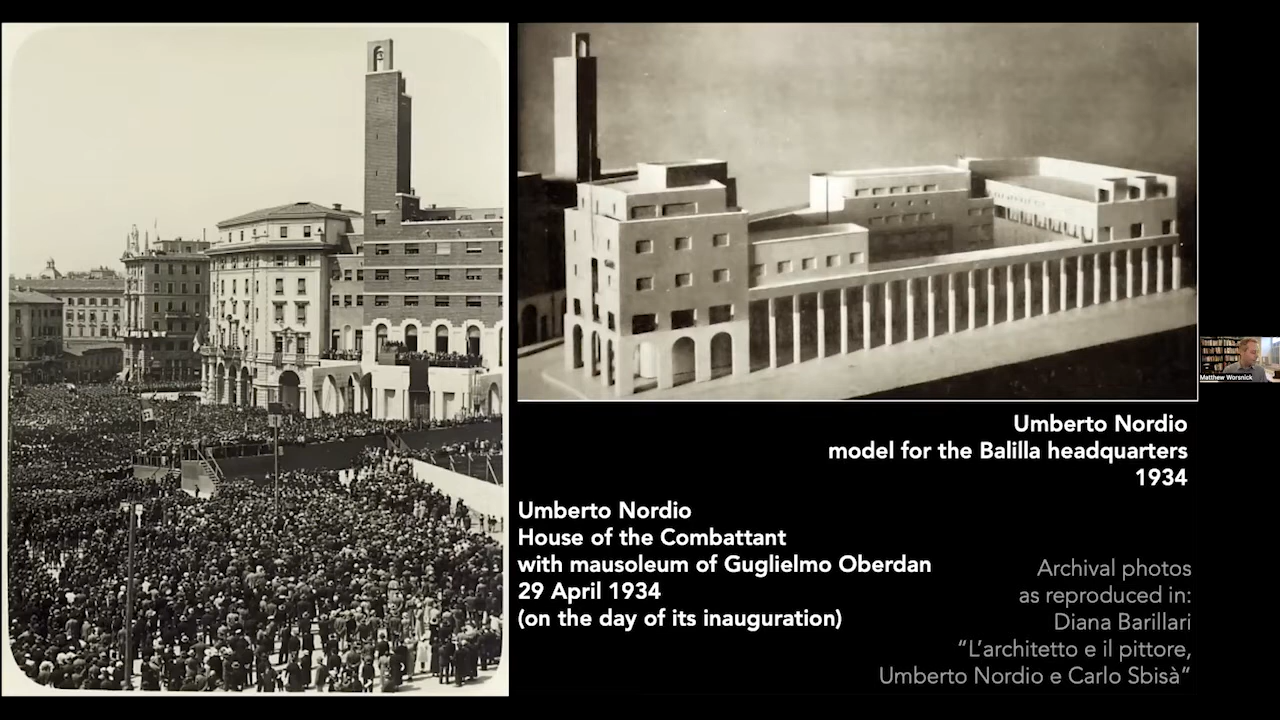 Umberto Nordio
model for the Balilla headquarters
1934
Umberto Nordio
House of the Combattant
with mausoleum of Guglielmo Oberdan
29 April 1934
(on the day of its inauguration)
Archival photos
as reproduced in:
Diana Barillari
“L’architetto e il pittore,
Umberto Nordio e Carlo Sbisà”
Matthew Worsnick